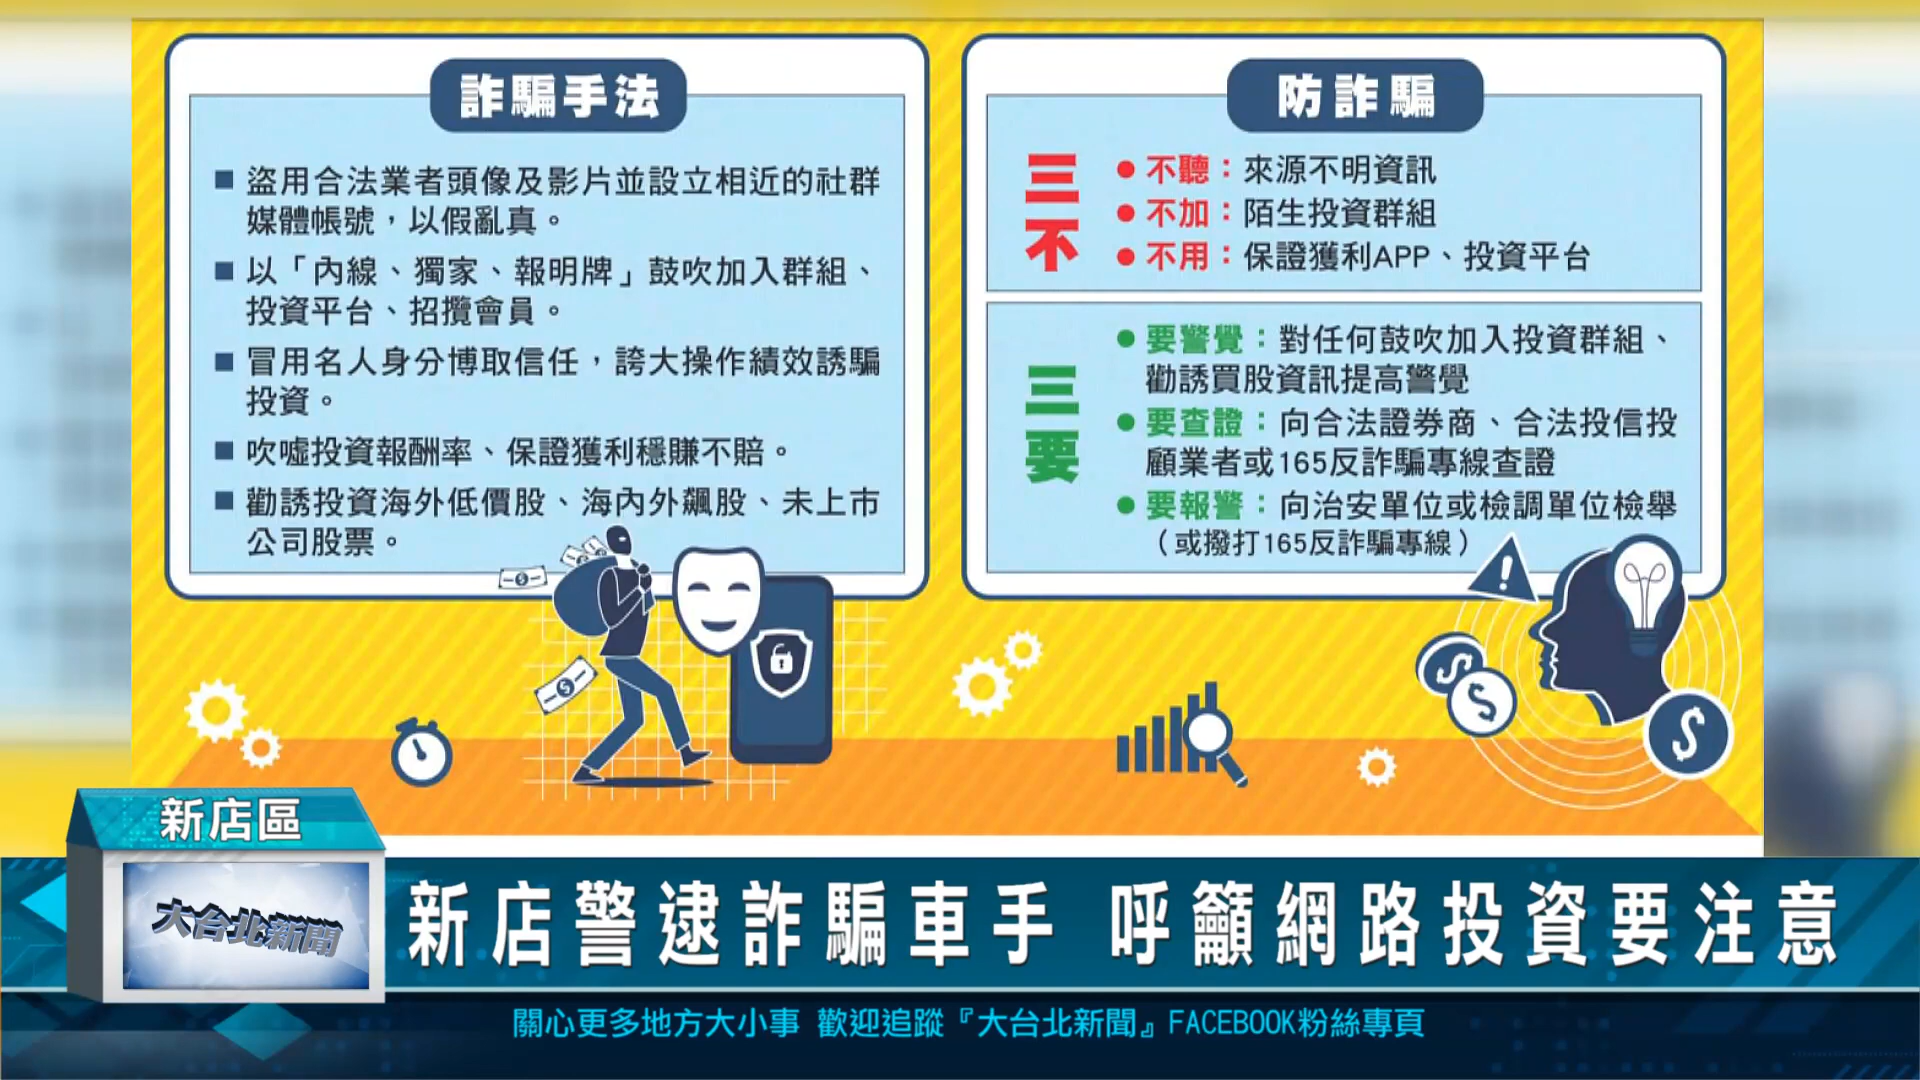 詐騙手法
■ 盜用合法業者頭像及影片並設立相近的社群
媒體帳號，以假亂真。
■ 以「內線、獨家、報明牌」鼓吹加入群組、
投資平台、招攬會員。
■ 冒用名人身分博取信任，誇大操作績效誘騙
投資。
■ 吹噓投資報酬率、保證獲利穩賺不賠。
■ 勸誘投資海外低價股、海內外飆股、未上市
公司股票。
防詐騙
三不
● 不聽：來源不明資訊
● 不加：陌生投資群組
● 不用：保證獲利APP、投資平台
三要
● 要警覺：對任何鼓吹加入投資群組、
勸誘買股資訊提高警覺
● 要查證：向合法證券商、合法投信投
顧業者或165反詐騙專線查證
● 要報警：向治安單位或檢調單位檢舉
（或撥打165反詐騙專線）
新店區
大台北新聞
新店警逮詐騙車手 呼籲網路投資要注意
關心更多地方大小事 歡迎追蹤『大台北新聞』FACEBOOK粉絲專頁